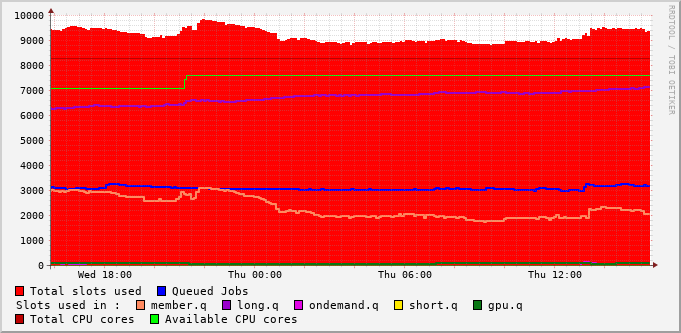 RRDTOOL / TOBI OETIKER
10000
9000
8000
7000
6000
5000
4000
3000
2000
1000
0
Wed 18:00 Thu 00:00 Thu 06:00 Thu 12:00
Total slots used Queued Jobs
Slots used in : member.q long.q ondemand.q short.q gpu.q
Total CPU cores Available CPU cores